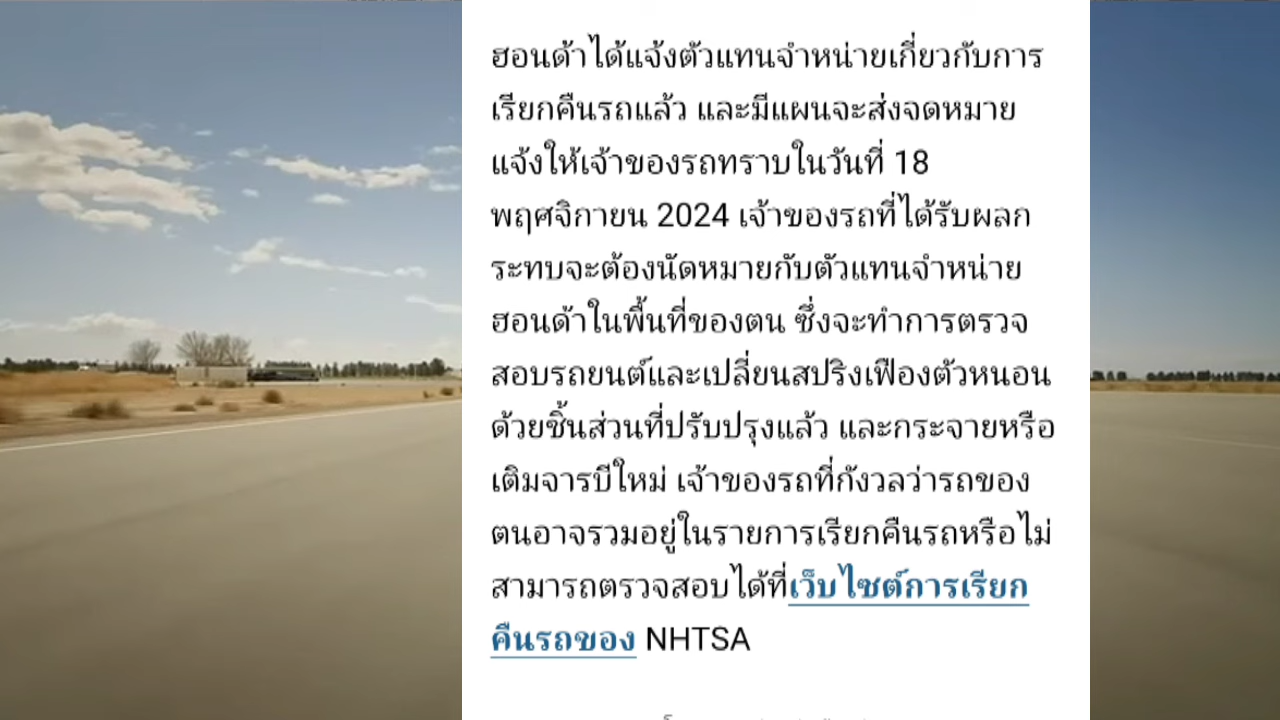 ฮอนด้าได้แจ้งตัวแทนจำหน่ายเกี่ยวกับการ
เรียกคืนรถแล้ว และมีแผนจะส่งจดหมาย
แจ้งให้เจ้าของรถทราบในวันที่ 18
พฤศจิกายน 2024 เจ้าของรถที่ได้รับผลก
ระทบจะต้องนัดหมายกับตัวแทนจำหน่าย
ฮอนด้าในพื้นที่ของตน ซึ่งจะทำการตรวจ
สอบรถยนต์และเปลี่ยนสปริงเฟืองตัวหนอน
ด้วยชิ้นส่วนที่ปรับปรุงแล้ว และกระจายหรือ
เติมจารบีใหม่ เจ้าของรถที่กังวลว่ารถของ
ตนอาจรวมอยู่ในรายการเรียกคืนรถหรือไม่
สามารถตรวจสอบได้ที่เว็บไซต์การเรียก
คืนรถของ NHTSA